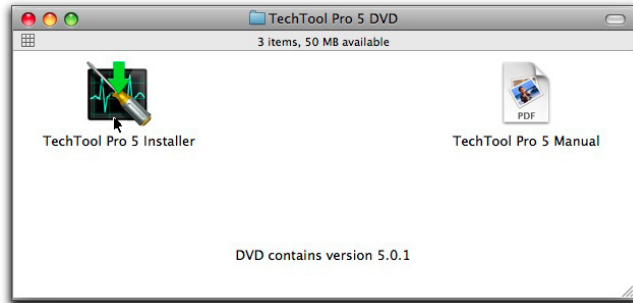 TechTool Pro 5 DVD
3 items, 50 MB available
TechTool Pro 5 Installer
PDF
TechTool Pro 5 Manual
DVD contains version 5.0.1